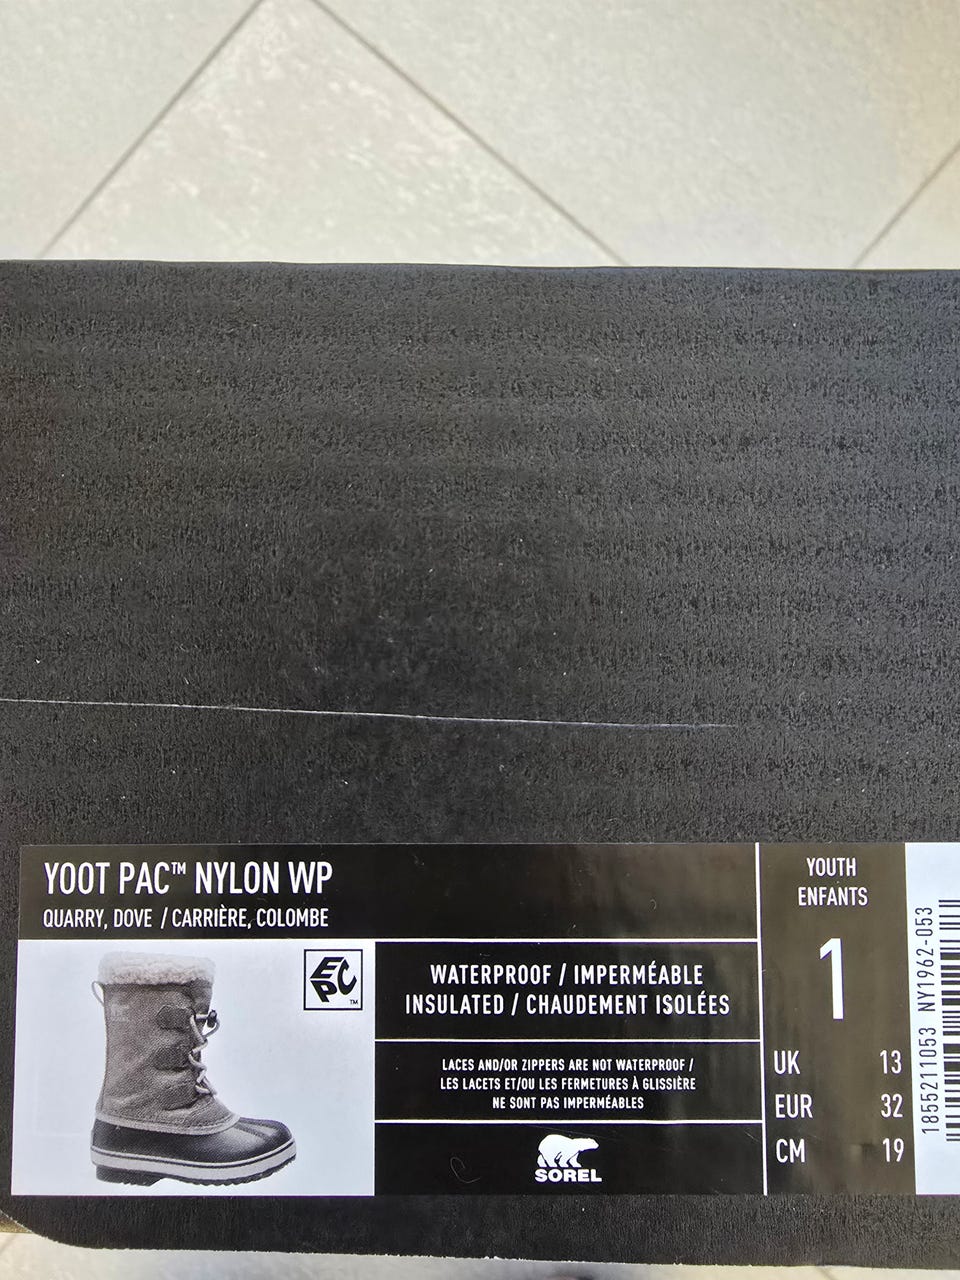 YOOT PAC™ NYLON WP
QUARRY, DOVE / CARRIÈRE, COLOMBE
EPC
TM
WATERPROOF / IMPERMÉABLE
INSULATED / CHAUDEMENT ISOLÉES
LACES AND/OR ZIPPERS ARE NOT WATERPROOF /
LES LACETS ET/OU LES FERMETURES À GLISSIÈRE
NE SONT PAS IMPERMÉABLES
SOREL
YOUTH
ENFANTS
1
UK 13
EUR 32
CM 19
1855211053 NY1962-053